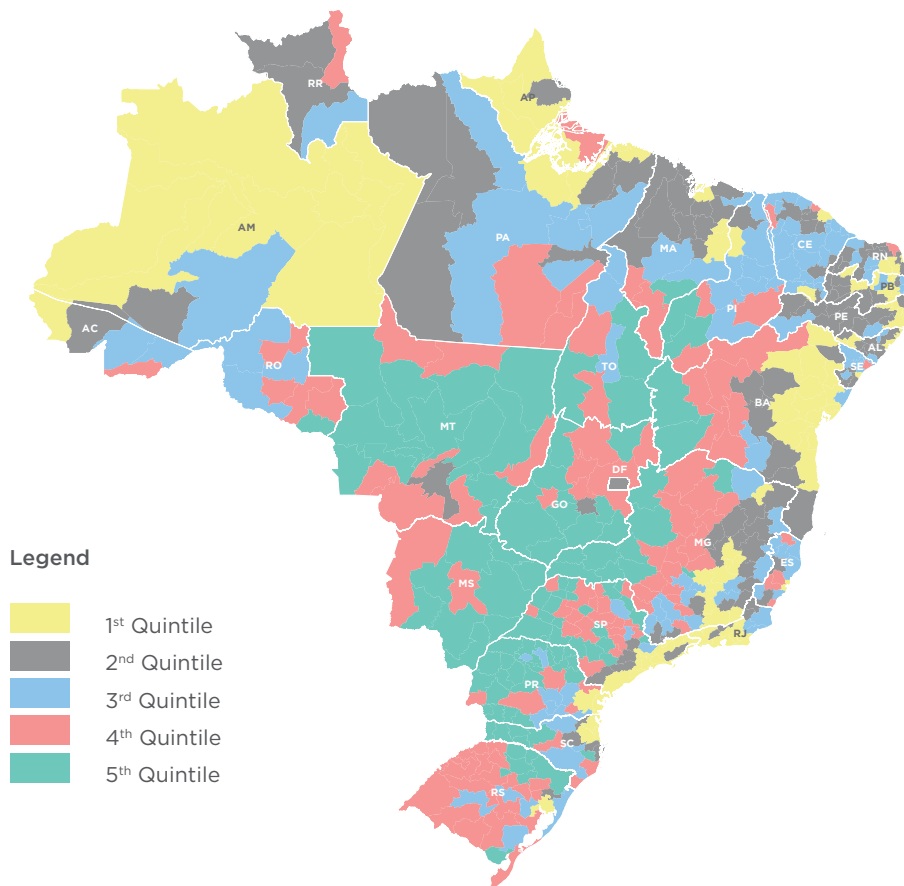 RR
AP
AM
PA
MA
CE
RN
PB
PI
PE
AC
AL
RO
TO
SE
BA
MT
DF
GO
MG
ES
MS
SP
RJ
PR
SC
RS
Legend
1st Quintile
2nd Quintile
3rd Quintile
4th Quintile
5th Quintile